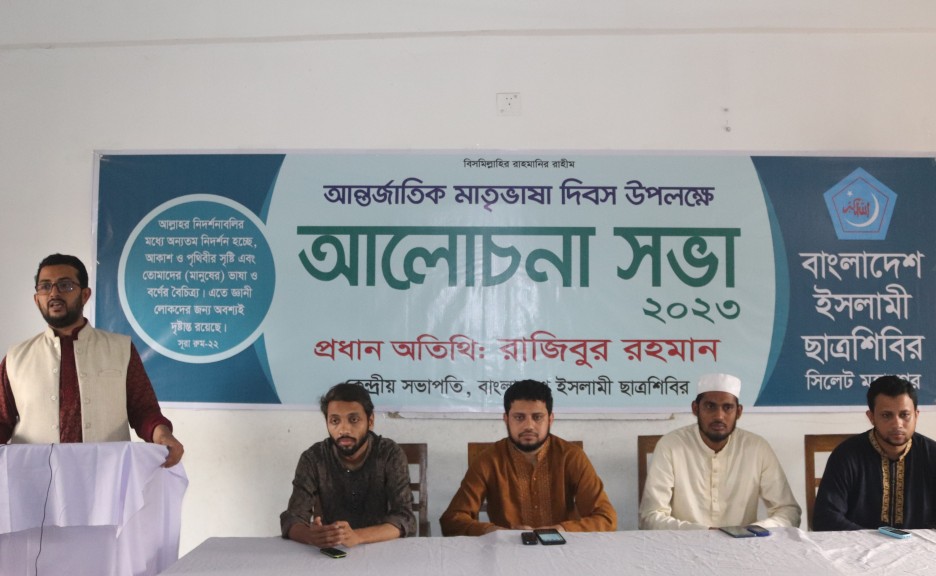 বিসমিল্লাহির রাহমানির রাহীম
আন্তর্জাতিক মাতৃভাষা দিবস উপলক্ষে
আলোচনা সভা
২০২৩
প্রধান অতিথি: রাজিবুর রহমান
কেন্দ্রীয় সভাপতি, বাংলাদেশ ইসলামী ছাত্রশিবির
আল্লাহর নিদর্শনাবলির
মধ্যে অন্যতম নিদর্শন হচ্ছে,
আকাশ ও পৃথিবীর সৃষ্টি এবং
তোমাদের (মানুষের) ভাষা ও
বর্ণের বৈচিত্র্য। এতে জ্ঞানী
লোকদের জন্য অবশ্যই
দৃষ্টান্ত রয়েছে।
সূরা রুম-২২
বাংলাদেশ
ইসলামী
ছাত্রশিবির
সিলেট